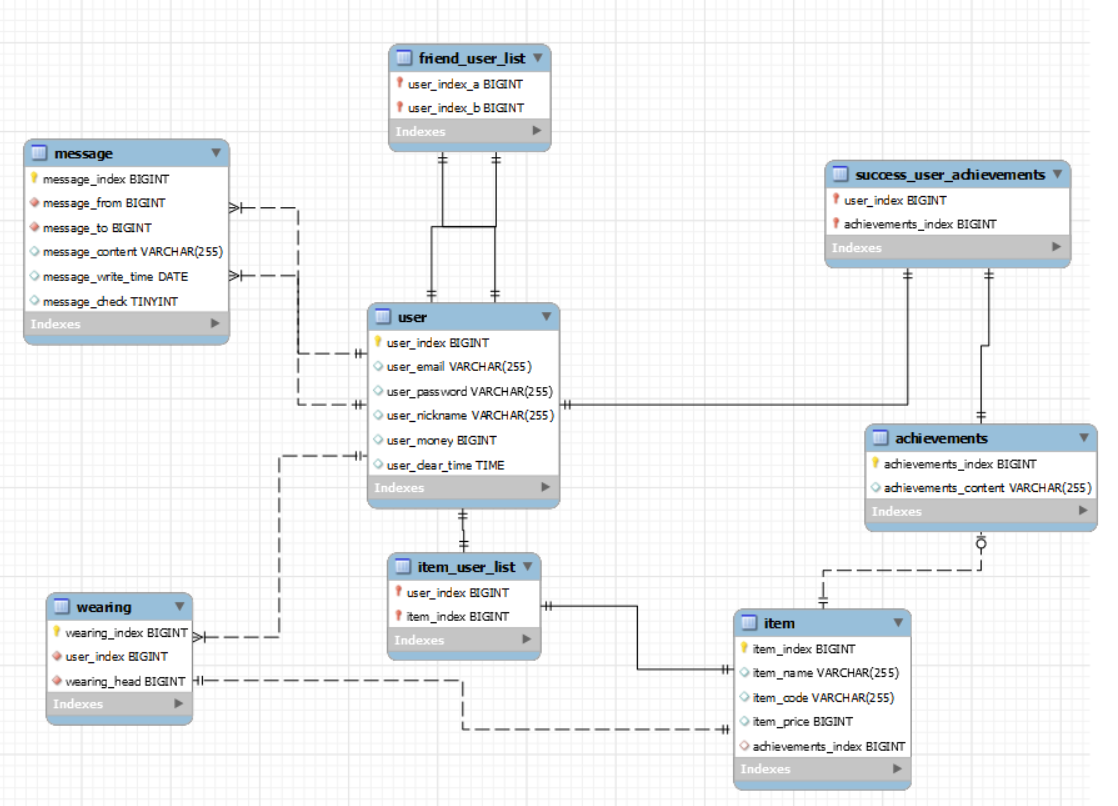 friend_user_list
user_index_a BIGINT
user_index_b BIGINT
Indexes
message
message_index BIGINT
message_from BIGINT
message_to BIGINT
message_content VARCHAR(255)
message_write_time DATE
message_check TINYINT
Indexes
success_user_achievements
user_index BIGINT
achievements_index BIGINT
Indexes
user
user_index BIGINT
user_email VARCHAR(255)
user_password VARCHAR(255)
user_nickname VARCHAR(255)
user_money BIGINT
user_clear_time TIME
Indexes
achievements
achievements_index BIGINT
achievements_content VARCHAR(255)
Indexes
item_user_list
user_index BIGINT
item_index BIGINT
Indexes
wearing
wearing_index BIGINT
user_index BIGINT
wearing_head BIGINT
Indexes
item
item_index BIGINT
item_name VARCHAR(255)
item_code VARCHAR(255)
item_price BIGINT
achievements_index BIGINT
Indexes